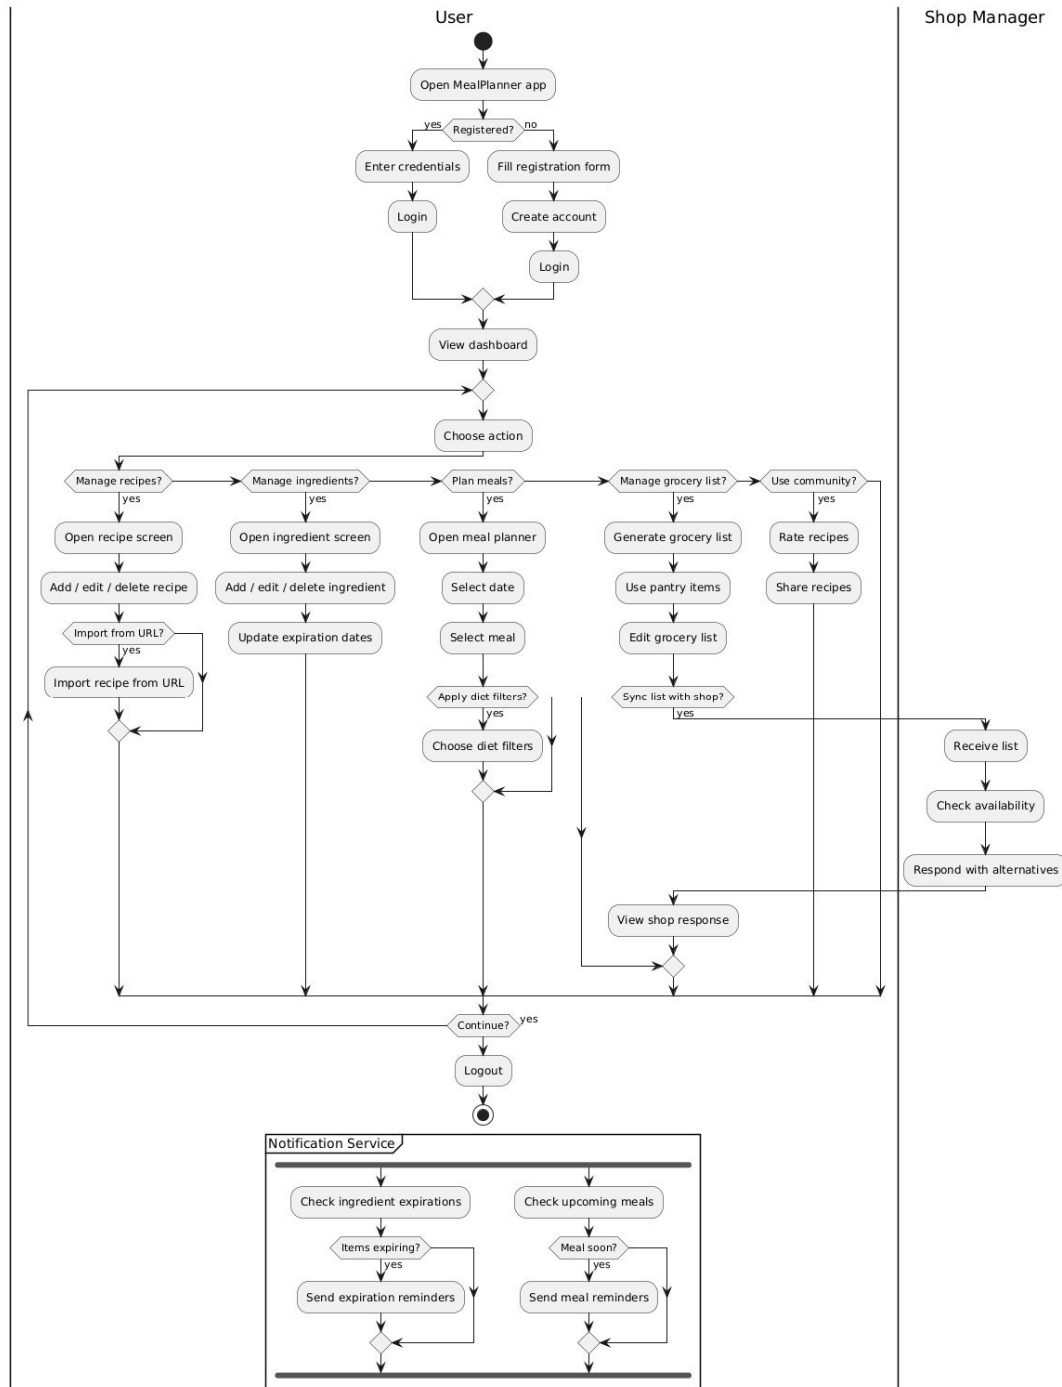 User
Shop Manager
Open MealPlanner app
Registered?
yes
no
Enter credentials
Fill registration form
Login
Create account
Login
View dashboard
Choose action
Manage recipes?
Manage ingredients?
Plan meals?
Manage grocery list?
Use community?
yes
yes
yes
yes
yes
Open recipe screen
Open ingredient screen
Open meal planner
Generate grocery list
Rate recipes
Add / edit / delete recipe
Add / edit / delete ingredient
Select date
Use pantry items
Share recipes
Import from URL?
yes
Update expiration dates
Select meal
Edit grocery list
Import recipe from URL
Apply diet filters?
yes
Sync list with shop?
yes
Choose diet filters
Receive list
Check availability
Respond with alternatives
View shop response
Continue?
yes
Logout
Notification Service
Check ingredient expirations
Check upcoming meals
Items expiring?
yes
Meal soon?
yes
Send expiration reminders
Send meal reminders